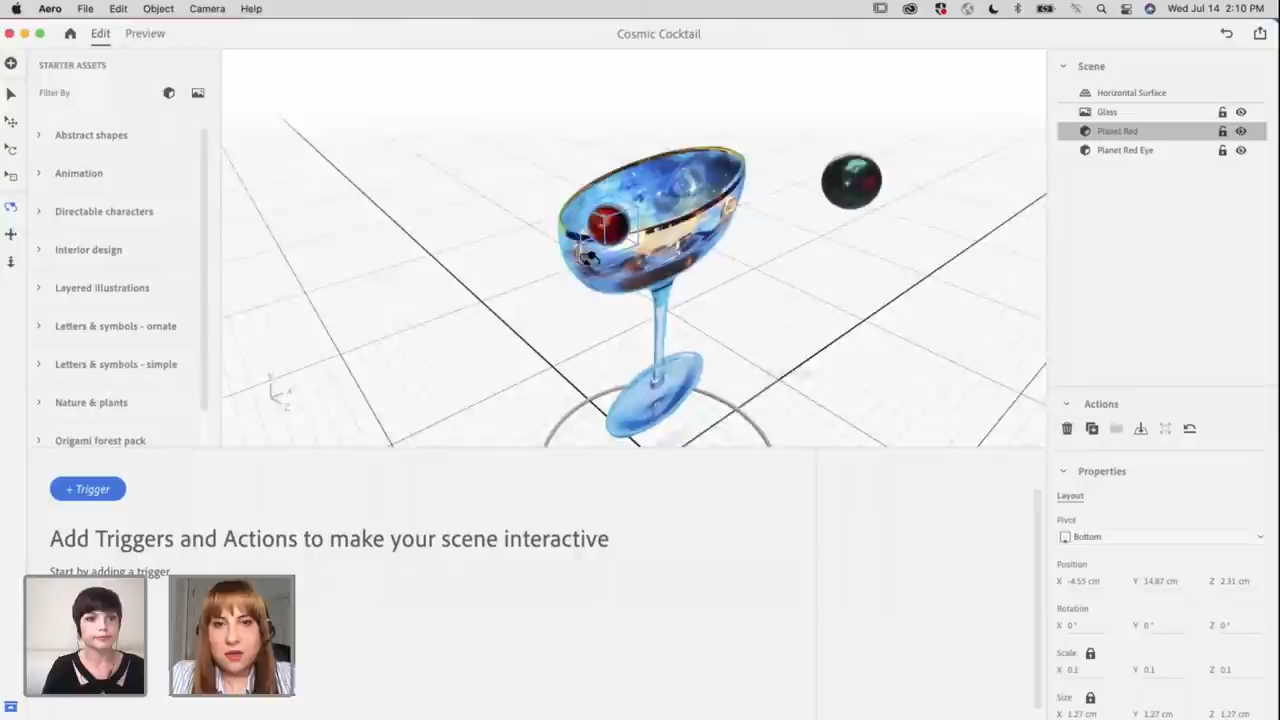 Aero File Edit Object Camera Help Wed Jul 14 2:10 PM
Edit Preview Cosmic Cocktail
STARTER ASSETS
Filter By
Abstract shapes
Animation
Directable characters
Interior design
Layered illustrations
Letters & symbols - ornate
Letters & symbols - simple
Nature & plants
Origami forest pack
Scene
Horizontal Surface
Glass
Planet Red
Planet Red Eye
Actions
Properties
Layout
Pivot
Bottom
Position
X -4.55 cm Y 14.87 cm Z 2.31 cm
Rotation
X 0° Y 0° Z 0°
Scale
X 0.1 Y 0.1 Z 0.1
Size
X 1.27 cm Y 1.27 cm Z 1.27 cm
+ Trigger
Add Triggers and Actions to make your scene interactive
Start by adding a trigger